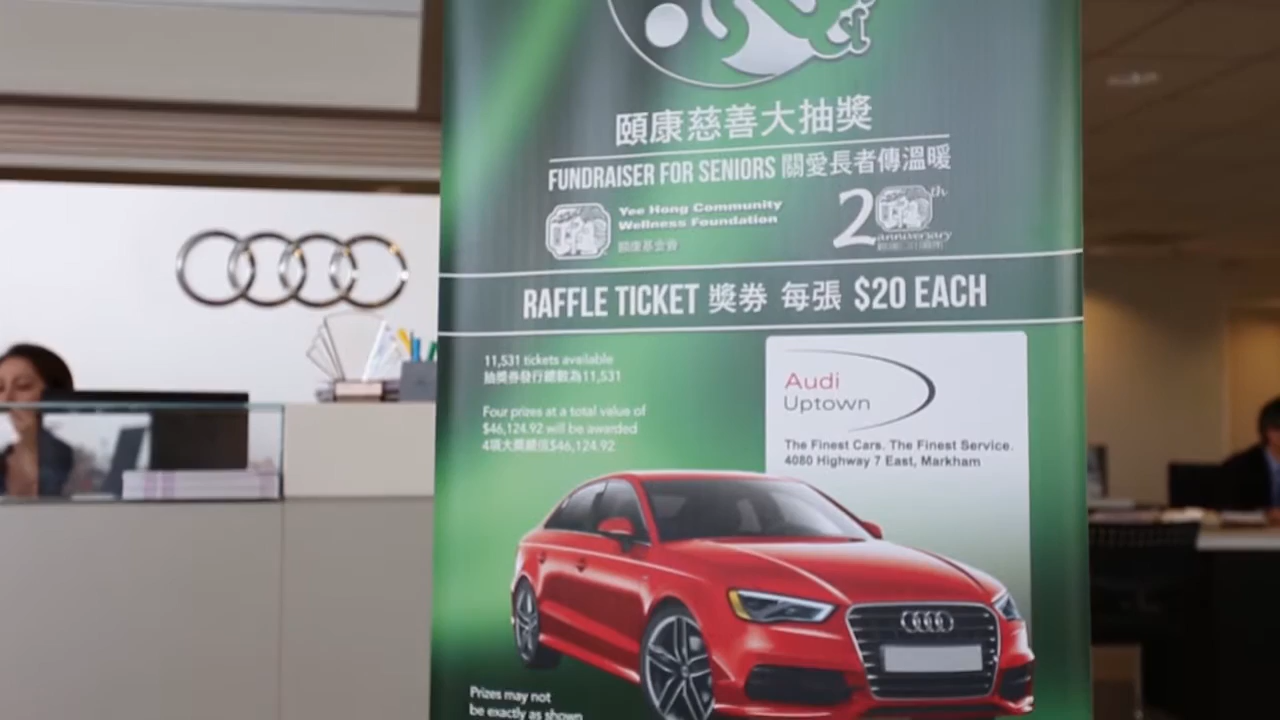 頤康慈善大抽獎
FUNDRAISER FOR SENIORS 關愛長者傳溫暖
Yee Hong Community
Wellness Foundation
頤康基金會
20th
anniversary
RAFFLE TICKET 獎券 每張 $20 EACH
11,531 tickets available
抽獎券發行總數為11,531
Four prizes at a total value of
$46,124.92 will be awarded
4項大獎總值$46,124.92
Audi
Uptown
The Finest Cars. The Finest Service.
4080 Highway 7 East, Markham
Prizes may not
be exactly as shown